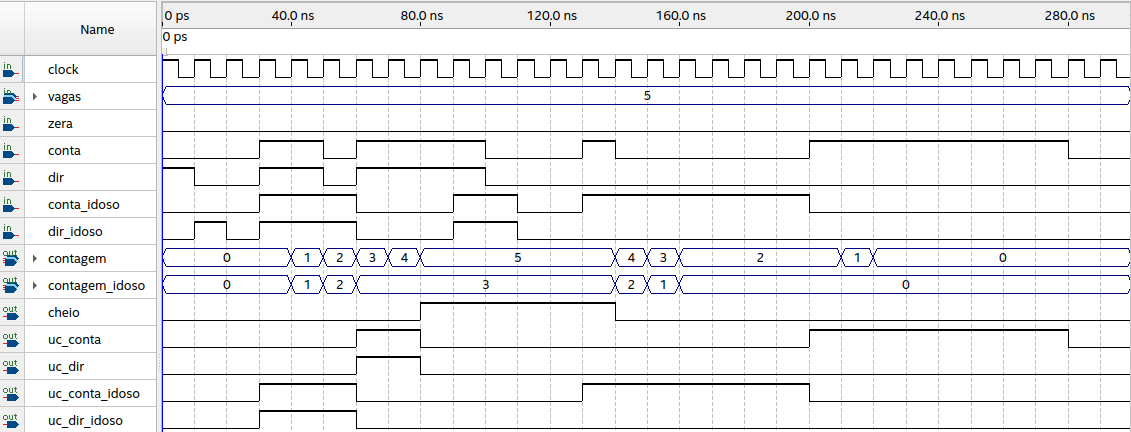 Name
0 ps 40.0 ns 80.0 ns 120.0 ns 160.0 ns 200.0 ns 240.0 ns 280.0 ns
0 ps
in clock
in vagas 5
in zera
in conta
in dir
in conta_idoso
in dir_idoso
out contagem 0 1 2 3 4 5 4 3 2 1 0
out contagem_idoso 0 1 2 3 2 1 0
out cheio
out uc_conta
out uc_dir
out uc_conta_idoso
out uc_dir_idoso